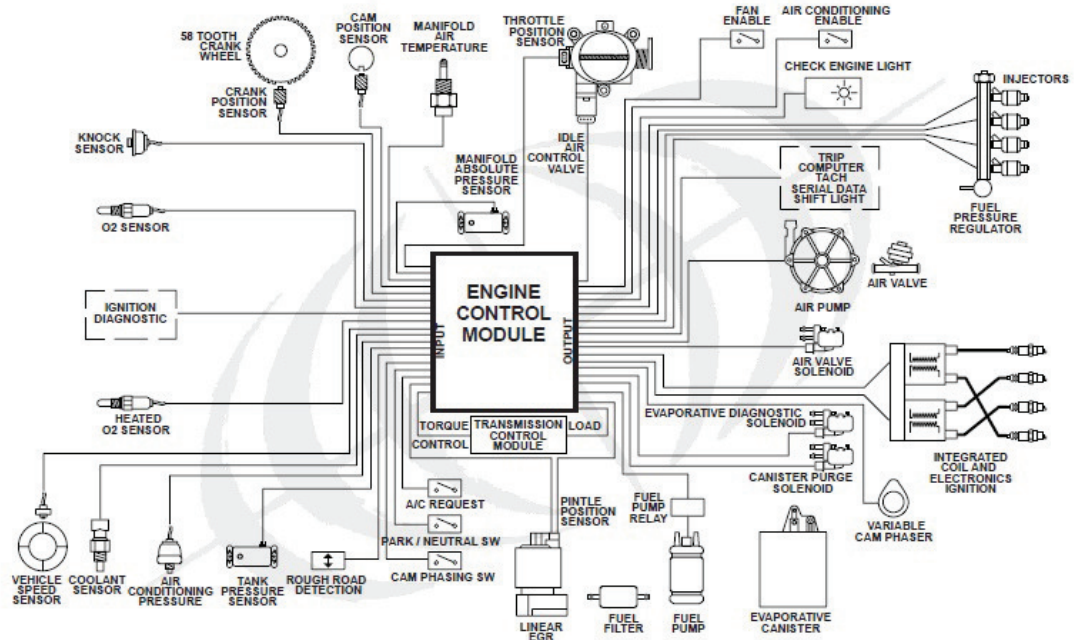 58 TOOTH
CRANK
WHEEL
CAM
POSITION
SENSOR
MANIFOLD
AIR
TEMPERATURE
THROTTLE
POSITION
SENSOR
FAN
ENABLE
AIR CONDITIONING
ENABLE
CHECK ENGINE LIGHT
INJECTORS
CRANK
POSITION
SENSOR
KNOCK
SENSOR
MANIFOLD
ABSOLUTE
PRESSURE
SENSOR
IDLE
AIR
CONTROL
VALVE
TRIP
COMPUTER
TACH
SERIAL DATA
SHIFT LIGHT
FUEL
PRESSURE
REGULATOR
O2 SENSOR
AIR VALVE
AIR PUMP
IGNITION
DIAGNOSTIC
ENGINE
CONTROL
MODULE
INPUT
OUTPUT
AIR VALVE
SOLENOID
HEATED
O2 SENSOR
TORQUE
CONTROL
TRANSMISSION
CONTROL
MODULE
LOAD
EVAPORATIVE DIAGNOSTIC
SOLENOID
CANISTER PURGE
SOLENOID
INTEGRATED
COIL AND
ELECTRONICS
IGNITION
A/C REQUEST
PARK / NEUTRAL SW
CAM PHASING SW
PINTLE
POSITION
SENSOR
FUEL
PUMP
RELAY
VARIABLE
CAM PHASER
VEHICLE
SPEED
SENSOR
COOLANT
SENSOR
AIR
CONDITIONING
PRESSURE
TANK
PRESSURE
SENSOR
ROUGH ROAD
DETECTION
LINEAR
EGR
FUEL
FILTER
FUEL
PUMP
EVAPORATIVE
CANISTER